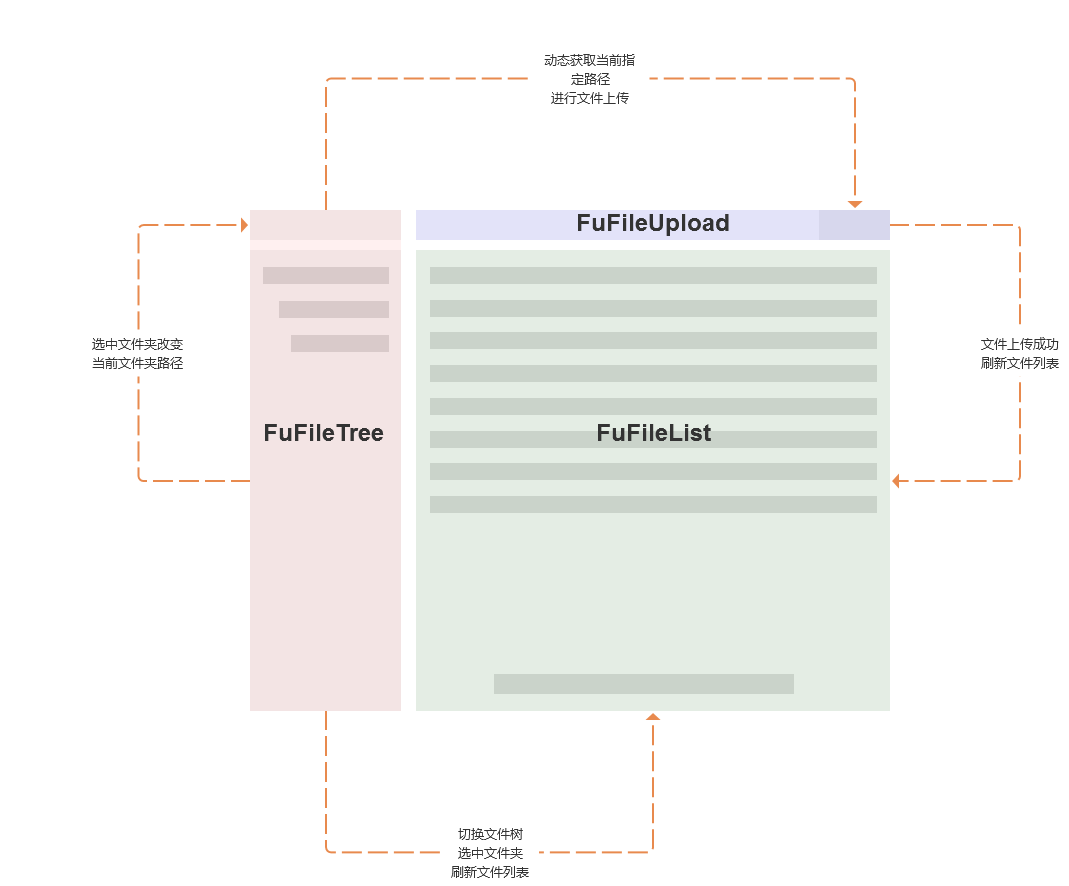 动态获取当前指
定路径
进行文件上传
FuFileUpload
选中文件夹改变
当前文件夹路径
文件上传成功
刷新文件列表
FuFileTree
FuFileList
切换文件树
选中文件夹
刷新文件列表